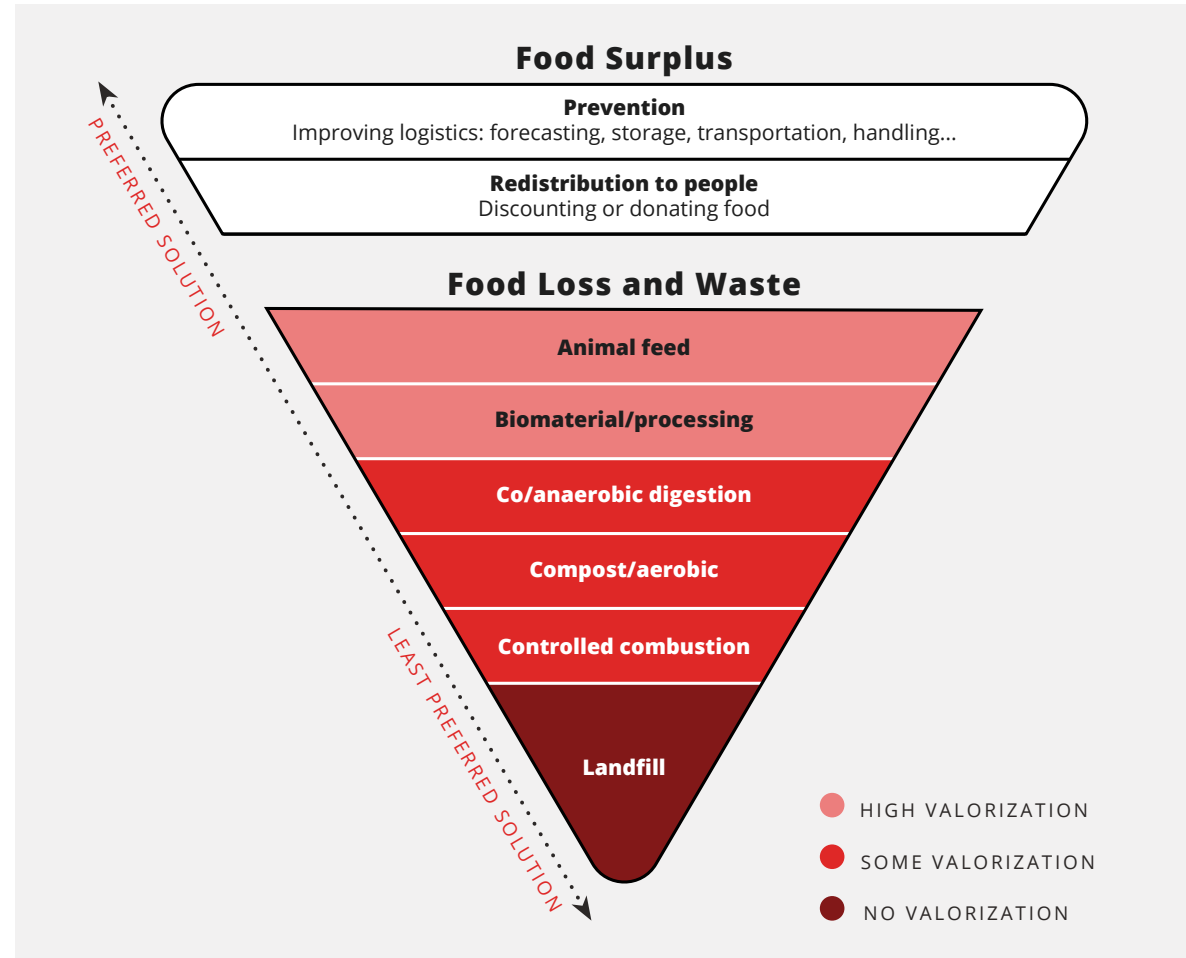 Food Surplus
Prevention
Improving logistics: forecasting, storage, transportation, handling...
Redistribution to people
Discounting or donating food
PREFERRED SOLUTION
Food Loss and Waste
Animal feed
Biomaterial/processing
Co/anaerobic digestion
Compost/aerobic
Controlled combustion
LEAST PREFERRED SOLUTION
Landfill
HIGH VALORIZATION
SOME VALORIZATION
NO VALORIZATION